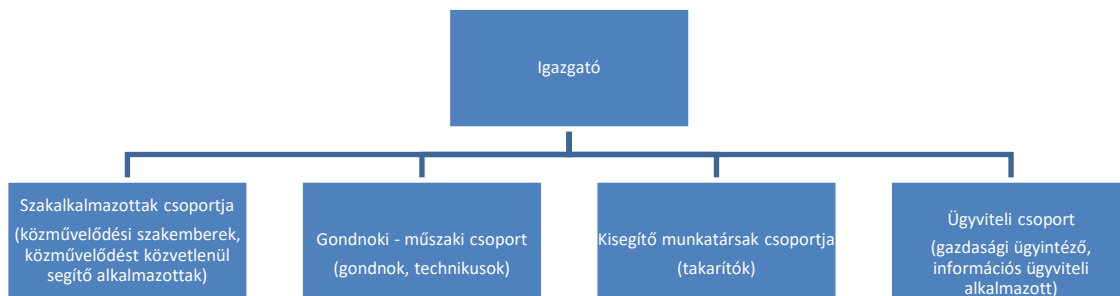 Igazgató
Szakalkalmazottak csoportja
(közművelődési szakemberek,
közművelődést közvetlenül
segítő alkalmazottak)
Gondnoki - műszaki csoport
(gondnok, technikusok)
Kisegítő munkatársak csoportja
(takarítók)
Ügyviteli csoport
(gazdasági ügyintéző,
információs ügyviteli
alkalmazott)